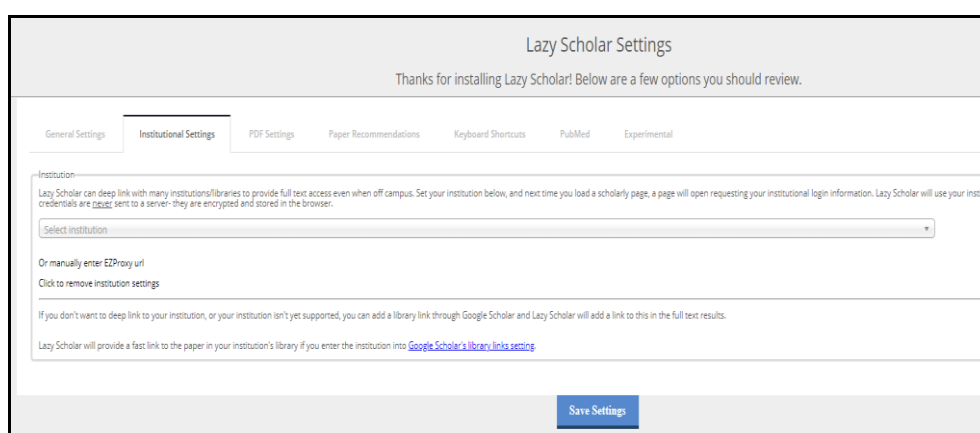 Lazy Scholar Settings
Thanks for installing Lazy Scholar! Below are a few options you should review.
General Settings Institutional Settings PDF Settings Paper Recommendations Keyboard Shortcuts PubMed Experimental
Institution
Lazy Scholar can deep link with many institutions/libraries to provide full text access even when off campus. Set your institution below, and next time you load a scholarly page, a page will open requesting your institutional login information. Lazy Scholar will use your inst
credentials are never sent to a server- they are encrypted and stored in the browser.
Select institution
Or manually enter EZProxy url
Click to remove institution settings
If you don't want to deep link to your institution, or your institution isn't yet supported, you can add a library link through Google Scholar and Lazy Scholar will add a link to this in the full text results.
Lazy Scholar will provide a fast link to the paper in your institution's library if you enter the institution into Google Scholar's library links setting.
Save Settings